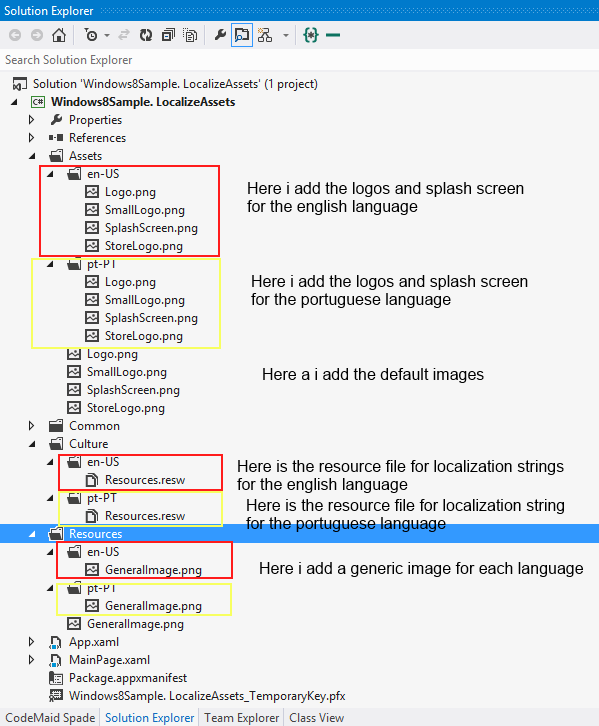 Solution Explorer
Search Solution Explorer
Solution 'Windows8Sample. LocalizeAssets' (1 project)
C# Windows8Sample. LocalizeAssets
Properties
References
Assets
en-US
Logo.png
SmallLogo.png
SplashScreen.png
StoreLogo.png
Here i add the logos and splash screen
for the english language
pt-PT
Logo.png
SmallLogo.png
SplashScreen.png
StoreLogo.png
Here i add the logos and splash screen
for the portuguese language
Logo.png
SmallLogo.png
SplashScreen.png
StoreLogo.png
Here a i add the default images
Common
Culture
en-US
Resources.resw
Here is the resource file for localization strings
for the english language
pt-PT
Resources.resw
Here is the resource file for localization string
for the portuguese language
Resources
en-US
GeneralImage.png
Here i add a generic image for each language
pt-PT
GeneralImage.png
GeneralImage.png
App.xaml
MainPage.xaml
Package.appxmanifest
Windows8Sample. LocalizeAssets_TemporaryKey.pfx
CodeMaid Spade Solution Explorer Team Explorer Class View